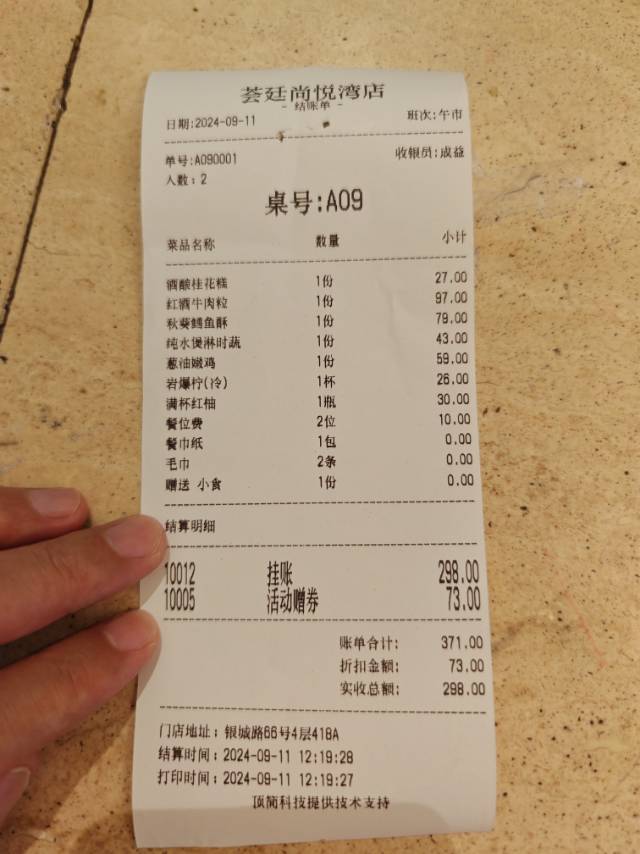 荟廷尚悦湾店
- 结账单 -
日期:2024-09-11 班次:午市
单号:A090001 收银员:成益
人数: 2
桌号:A09
菜品名称 数量 小计
酒酿桂花糕 1份 27.00
红酒牛肉粒 1份 97.00
秋葵鳕鱼酥 1份 79.00
纯水煲淋时蔬 1份 43.00
葱油嫩鸡 1份 59.00
岩爆柠(冷) 1杯 26.00
满杯红柚 1瓶 30.00
餐位费 2位 10.00
餐巾纸 1包 0.00
毛巾 2条 0.00
赠送 小食 1份 0.00
结算明细
10012 挂账 298.00
10005 活动赠券 73.00
账单合计: 371.00
折扣金额: 73.00
实收总额: 298.00
门店地址: 银城路66号4层418A
结算时间: 2024-09-11 12:19:28
打印时间: 2024-09-11 12:19:27
顶简科技提供技术支持